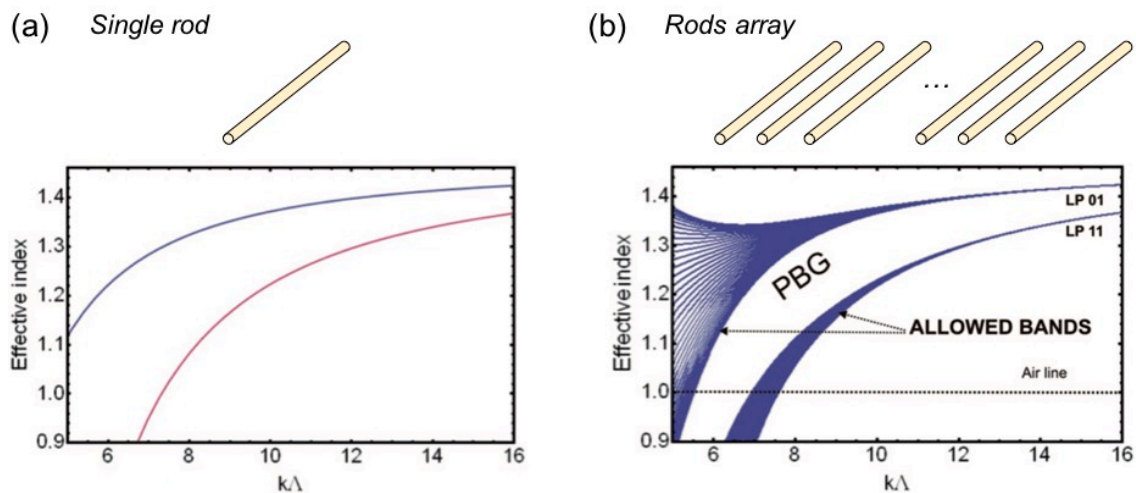 (a) Single rod
(b) Rods array
...
Effective index
1.4
1.3
1.2
1.1
1.0
0.9
6
8
10
12
14
16
kΛ
Effective index
1.4
1.3
1.2
1.1
1.0
0.9
LP 01
LP 11
PBG
ALLOWED BANDS
Air line
6
8
10
12
14
16
kΛ